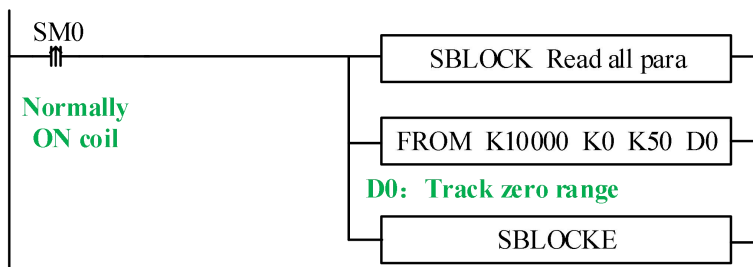 SM0
Normally
ON coil
SBLOCK Read all para
FROM K10000 K0 K50 D0
D0：Track zero range
SBLOCKE